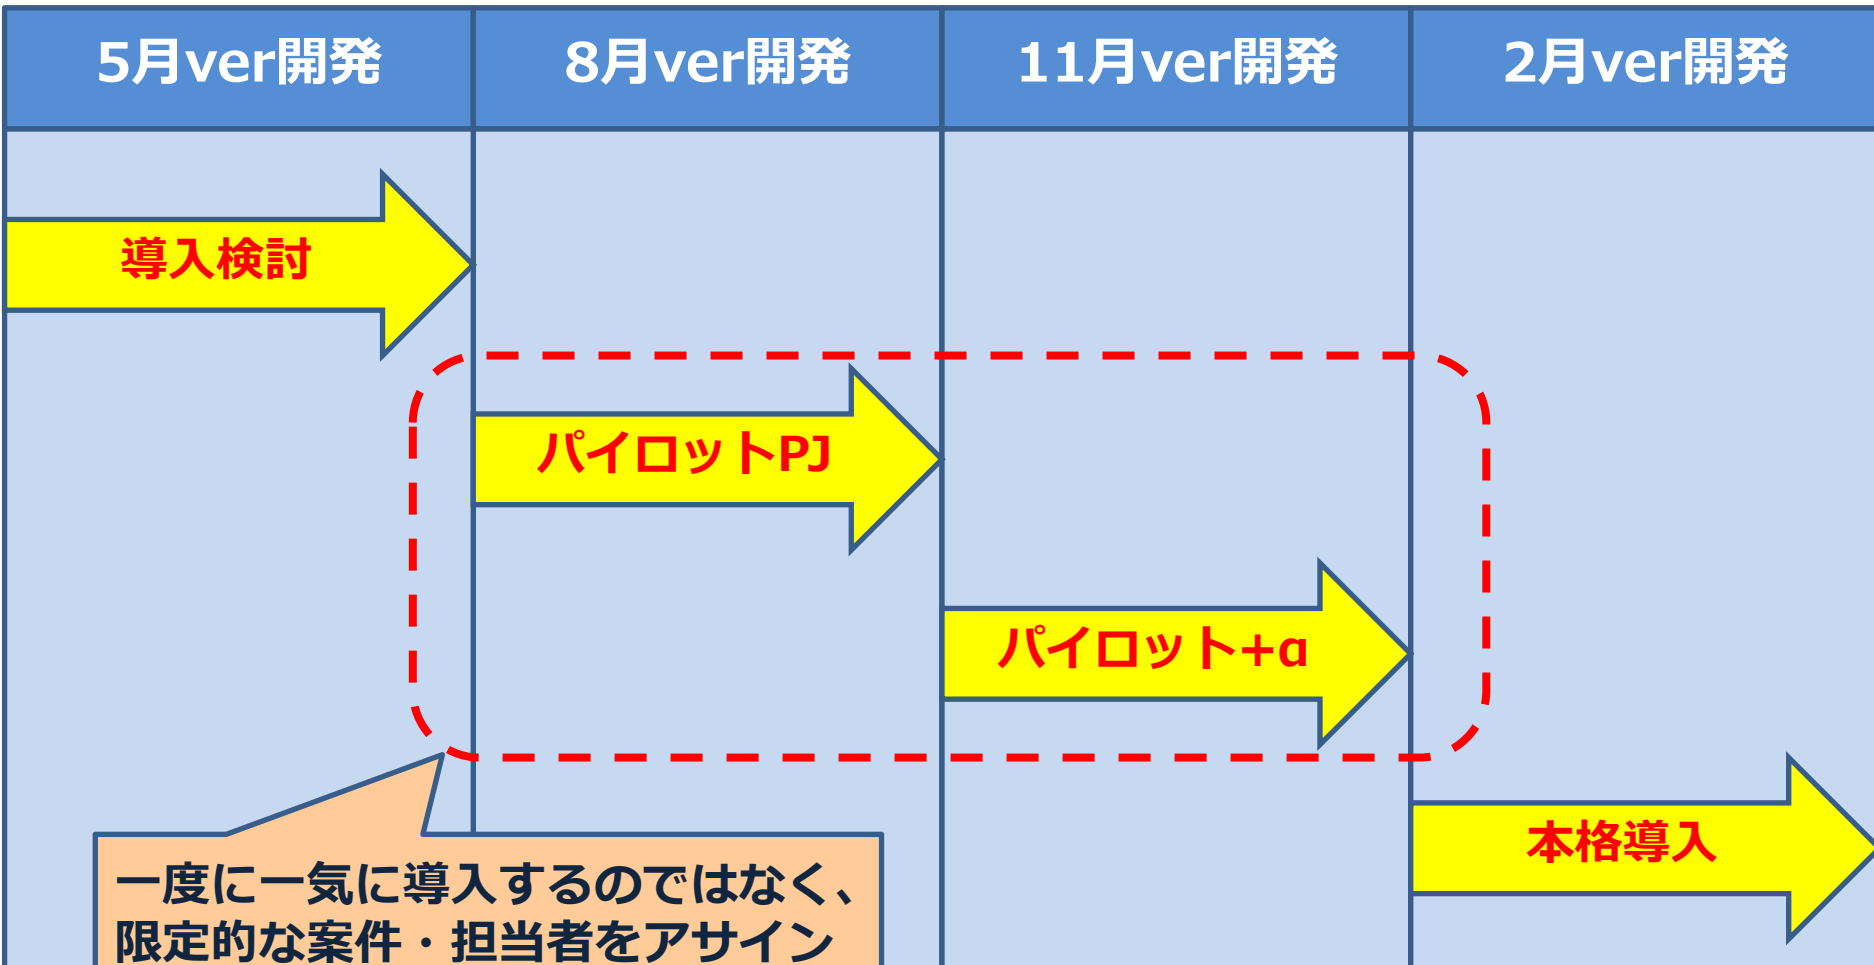 5月ver開発
8月ver開発
11月ver開発
2月ver開発
導入検討
パイロットPJ
パイロット+α
本格導入
一度に一気に導入するのではなく、
限定的な案件・担当者をアサイン